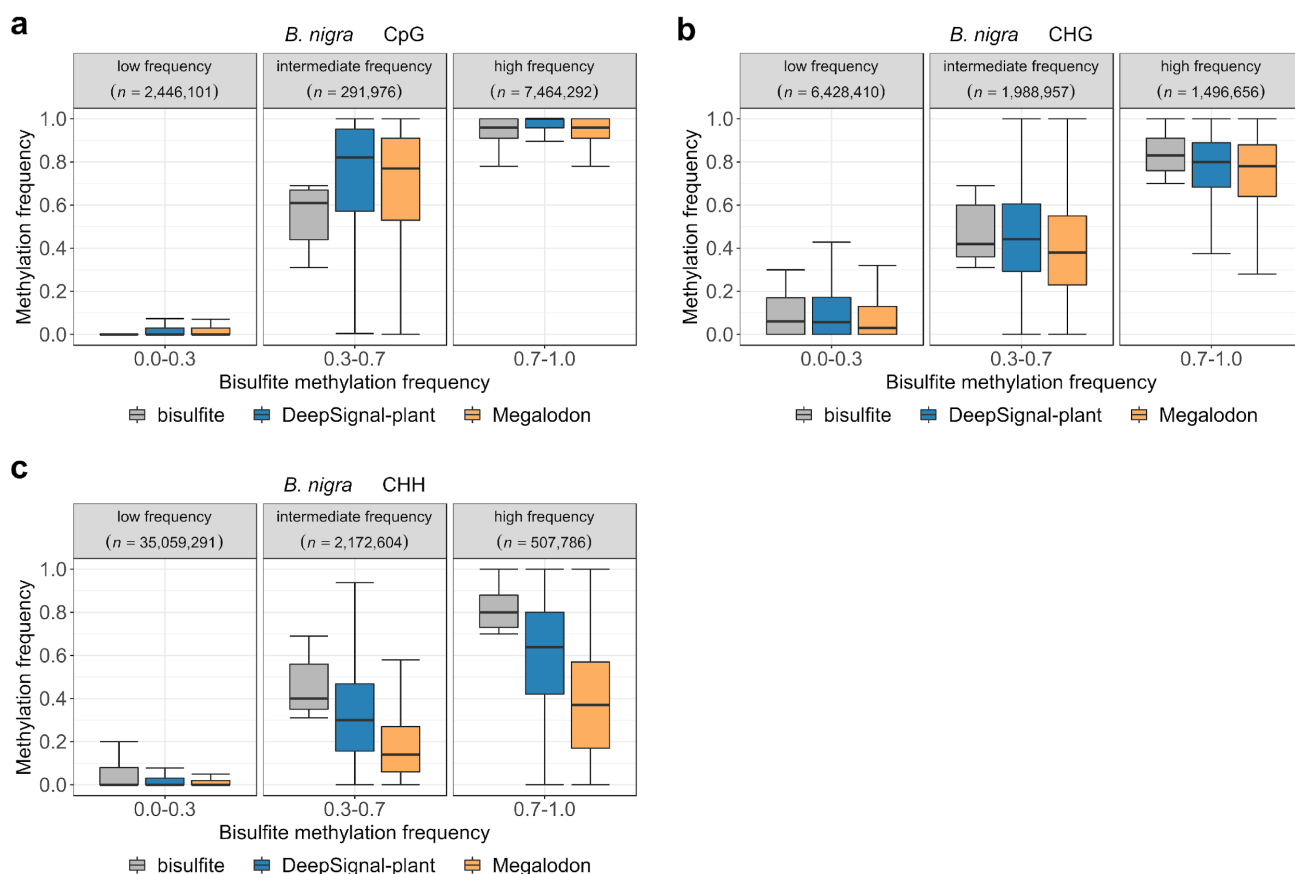 a
B. nigra CpG
low frequency
(n = 2,446,101)
intermediate frequency
(n = 291,976)
high frequency
(n = 7,464,292)
Methylation frequency
1.0
0.8
0.6
0.4
0.2
0.0
0.0-0.3
0.3-0.7
0.7-1.0
Bisulfite methylation frequency
bisulfite DeepSignal-plant Megalodon
b
B. nigra CHG
low frequency
(n = 6,428,410)
intermediate frequency
(n = 1,988,957)
high frequency
(n = 1,496,656)
Methylation frequency
1.0
0.8
0.6
0.4
0.2
0.0
0.0-0.3
0.3-0.7
0.7-1.0
Bisulfite methylation frequency
bisulfite DeepSignal-plant Megalodon
c
B. nigra CHH
low frequency
(n = 35,059,291)
intermediate frequency
(n = 2,172,604)
high frequency
(n = 507,786)
Methylation frequency
1.0
0.8
0.6
0.4
0.2
0.0
0.0-0.3
0.3-0.7
0.7-1.0
Bisulfite methylation frequency
bisulfite DeepSignal-plant Megalodon